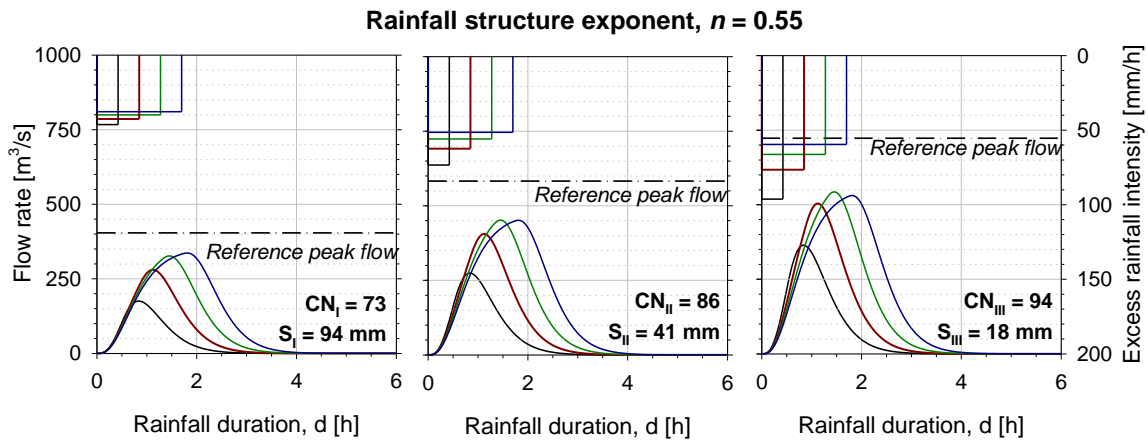 Rainfall structure exponent, n = 0.55
Flow rate [m³/s]
1000
750
500
250
0
Reference peak flow
CN_I = 73
S_I = 94 mm
0 2 4 6
Rainfall duration, d [h]
Reference peak flow
CN_II = 86
S_II = 41 mm
0 2 4 6
Rainfall duration, d [h]
Reference peak flow
CN_III = 94
S_III = 18 mm
0 2 4 6
Rainfall duration, d [h]
0
50
100
150
200
Excess rainfall intensity [mm/h]